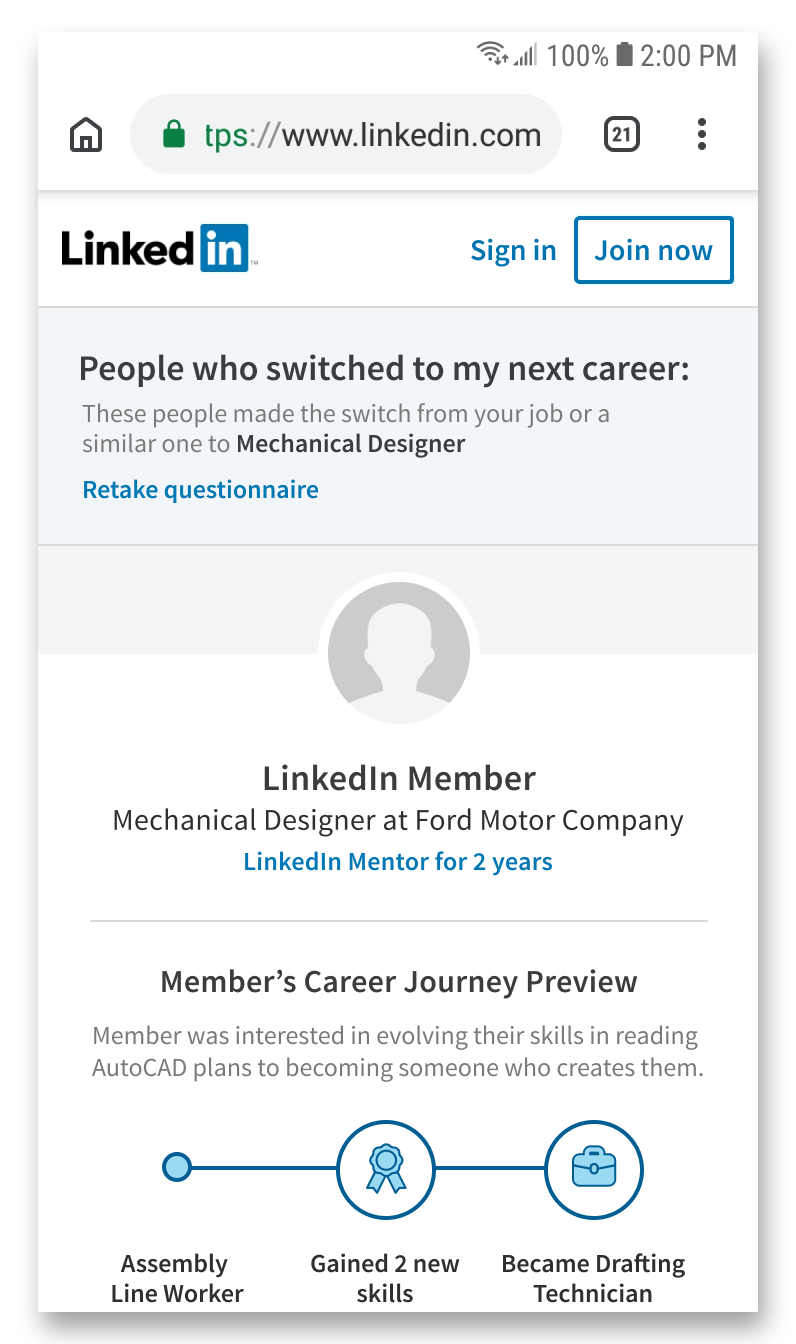 100% 2:00 PM
tps://www.linkedin.com 21
Linked in ™
Sign in Join now
People who switched to my next career:
These people made the switch from your job or a
similar one to Mechanical Designer
Retake questionnaire
LinkedIn Member
Mechanical Designer at Ford Motor Company
LinkedIn Mentor for 2 years
Member’s Career Journey Preview
Member was interested in evolving their skills in reading
AutoCAD plans to becoming someone who creates them.
Assembly
Line Worker
Gained 2 new
skills
Became Drafting
Technician